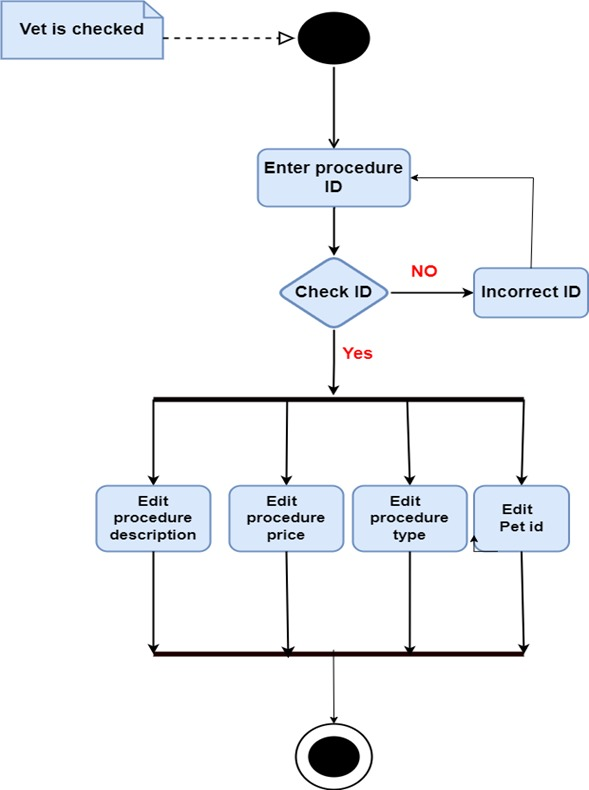 Vet is checked
Enter procedure
ID
Check ID
NO
Incorrect ID
Yes
Edit
procedure
description
Edit
procedure
price
Edit
procedure
type
Edit
Pet id